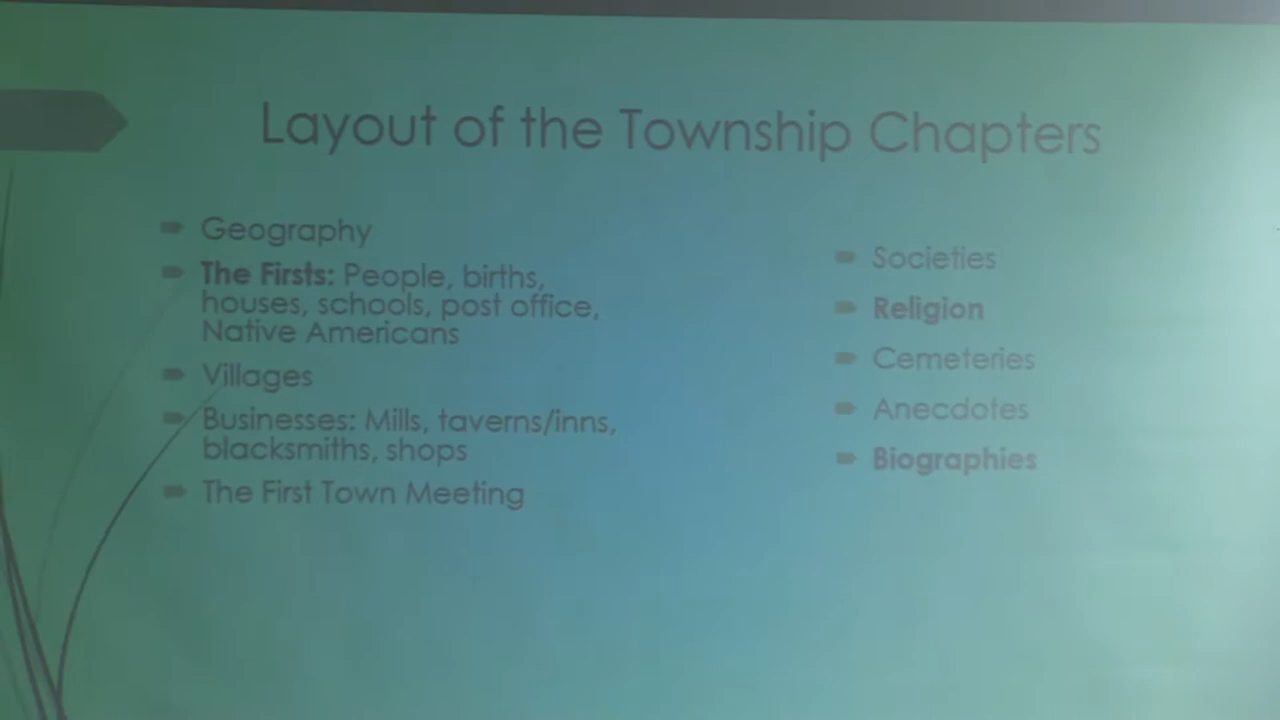 Layout of the Township Chapters
Geography
The Firsts: People, births,
houses, schools, post office,
Native Americans
Villages
Businesses: Mills, taverns/inns,
blacksmiths, shops
The First Town Meeting
Societies
Religion
Cemeteries
Anecdotes
Biographies